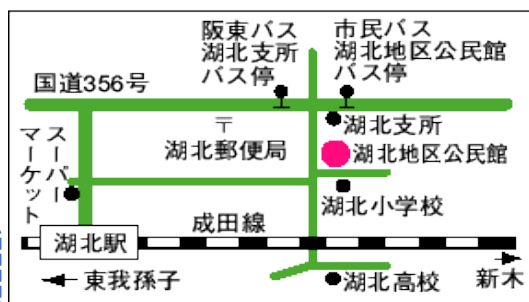 阪東バス
湖北支所
バス停
市民バス
湖北地区公民館
バス停
国道356号
〒
湖北郵便局
湖北支所
湖北地区公民館
スーパー
マーケット
湖北小学校
成田線
湖北駅
東我孫子
湖北高校
新木